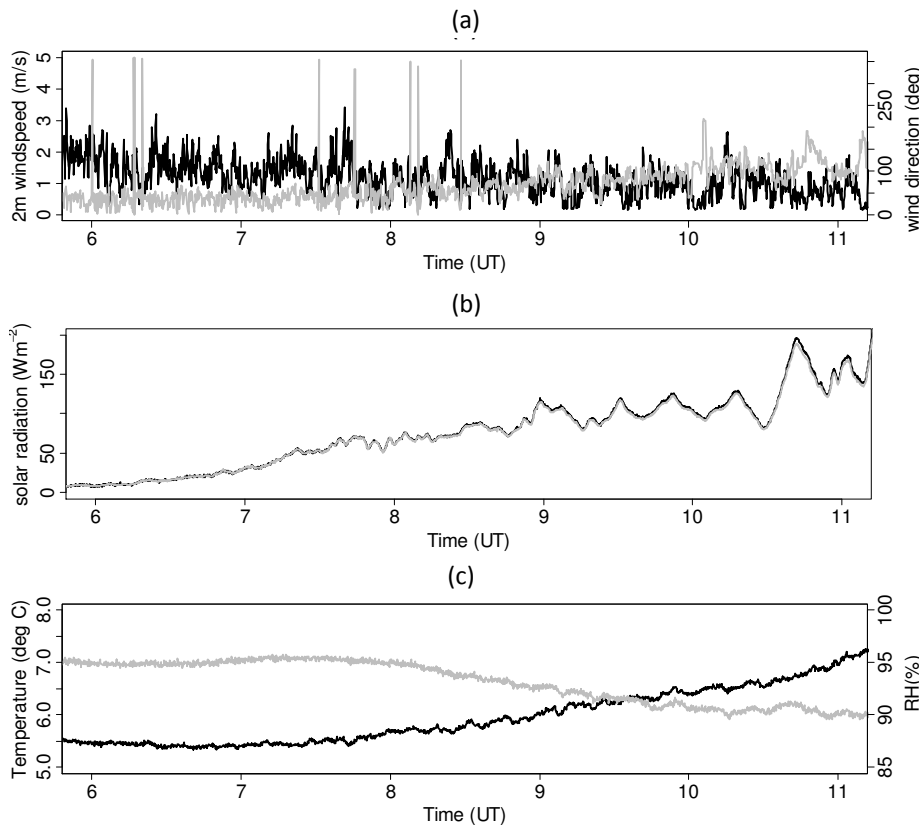 (a)
2m windspeed (m/s)
0 1 2 3 4 5
0 50 100 250
wind direction (deg)
6 7 8 9 10 11
Time (UT)
(b)
solar radiation (Wm⁻²)
0 50 150
6 7 8 9 10 11
Time (UT)
(c)
Temperature (deg C)
5.0 6.0 7.0 8.0
85 90 95 100
RH(%)
6 7 8 9 10 11
Time (UT)